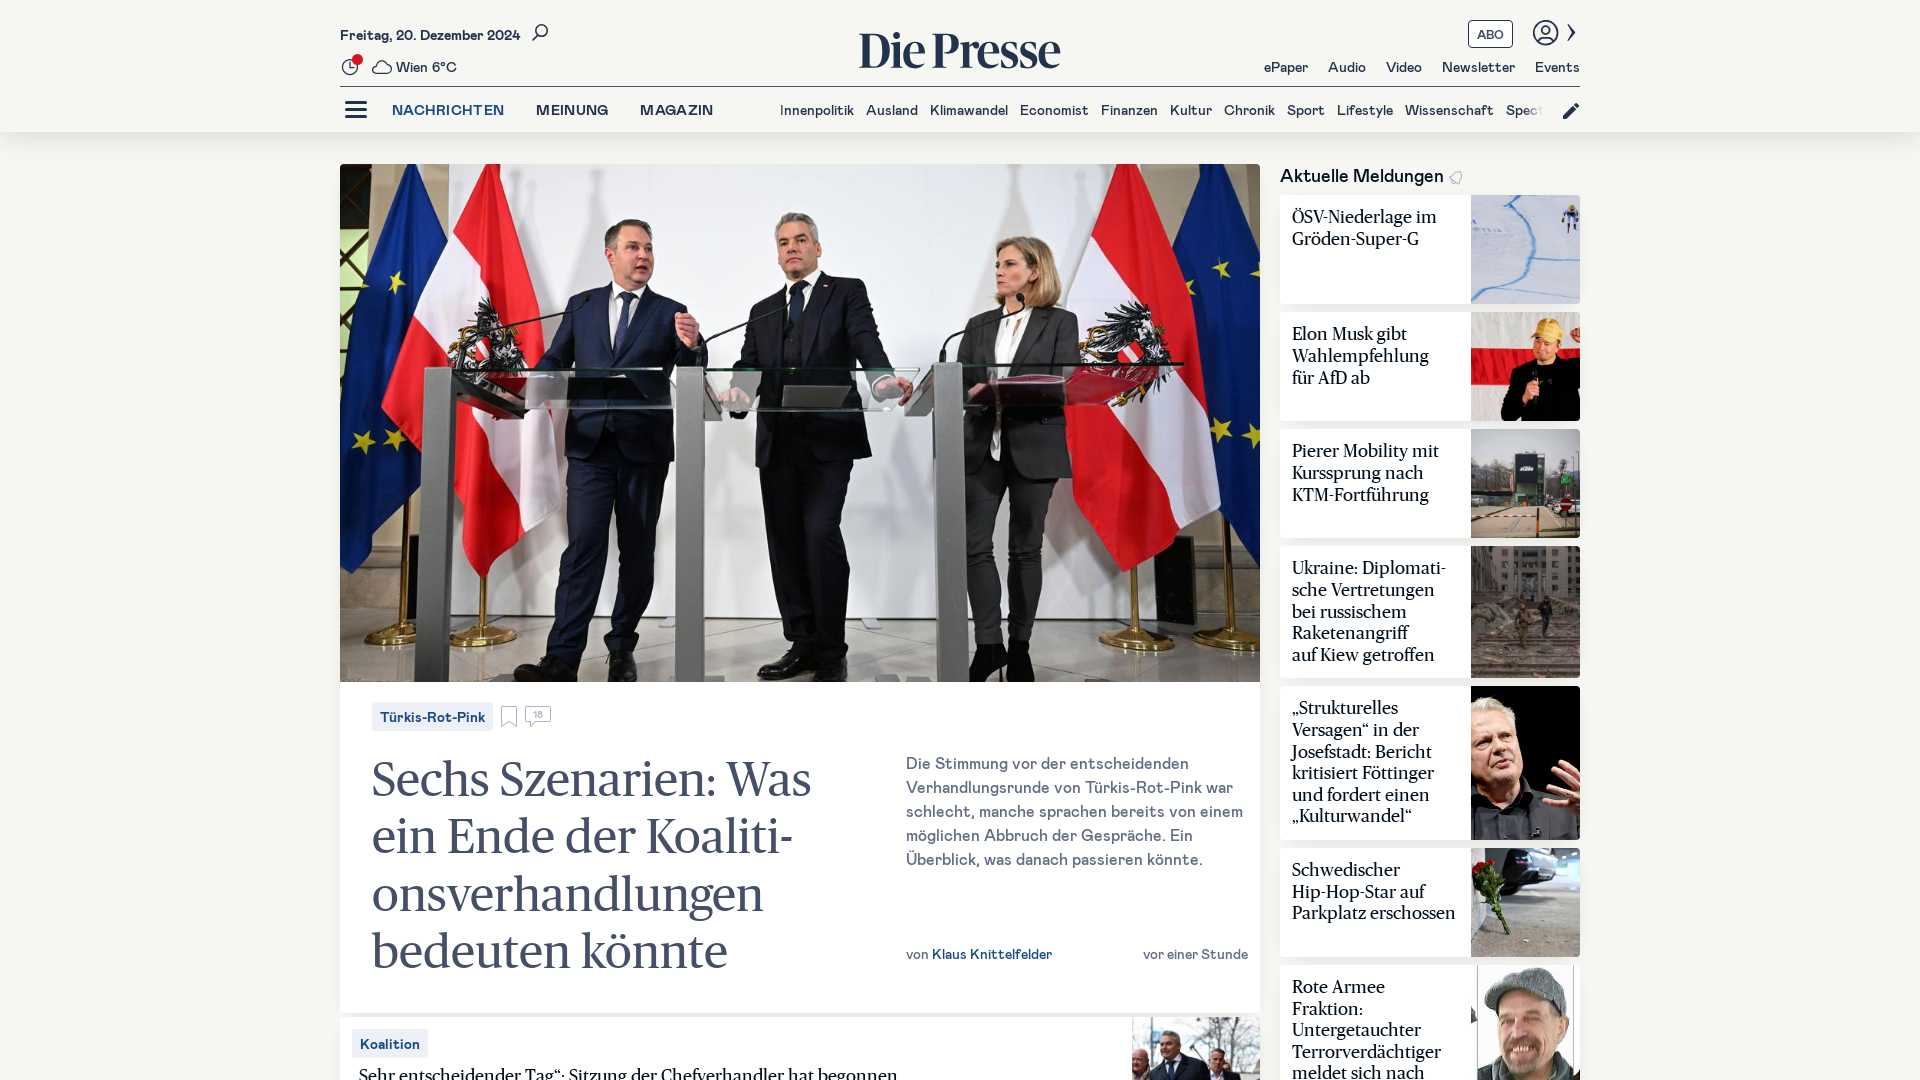 Freitag, 20. Dezember 2024
Wien 6°C
Die Presse
ABO
ePaper Audio Video Newsletter Events
NACHRICHTEN MEINUNG MAGAZIN
Innenpolitik Ausland Klimawandel Economist Finanzen Kultur Chronik Sport Lifestyle Wissenschaft Spect
Türkis-Rot-Pink
18
Sechs Szenarien: Was
ein Ende der Koaliti-
onsverhandlungen
bedeuten könnte
Die Stimmung vor der entscheidenden
Verhandlungsrunde von Türkis-Rot-Pink war
schlecht, manche sprachen bereits von einem
möglichen Abbruch der Gespräche. Ein
Überblick, was danach passieren könnte.
von Klaus Knittelfelder
vor einer Stunde
Koalition
Sehr entscheidender Tag“: Sitzung der Chefverhandler hat begonnen
Aktuelle Meldungen
ÖSV-Niederlage im
Gröden-Super-G
Elon Musk gibt
Wahlempfehlung
für AfD ab
Pierer Mobility mit
Kurssprung nach
KTM-Fortführung
Ukraine: Diplomati-
sche Vertretungen
bei russischem
Raketenangriff
auf Kiew getroffen
„Strukturelles
Versagen“ in der
Josefstadt: Bericht
kritisiert Föttinger
und fordert einen
„Kulturwandel“
Schwedischer
Hip-Hop-Star auf
Parkplatz erschossen
Rote Armee
Fraktion:
Untergetauchter
Terrorverdächtiger
meldet sich nach